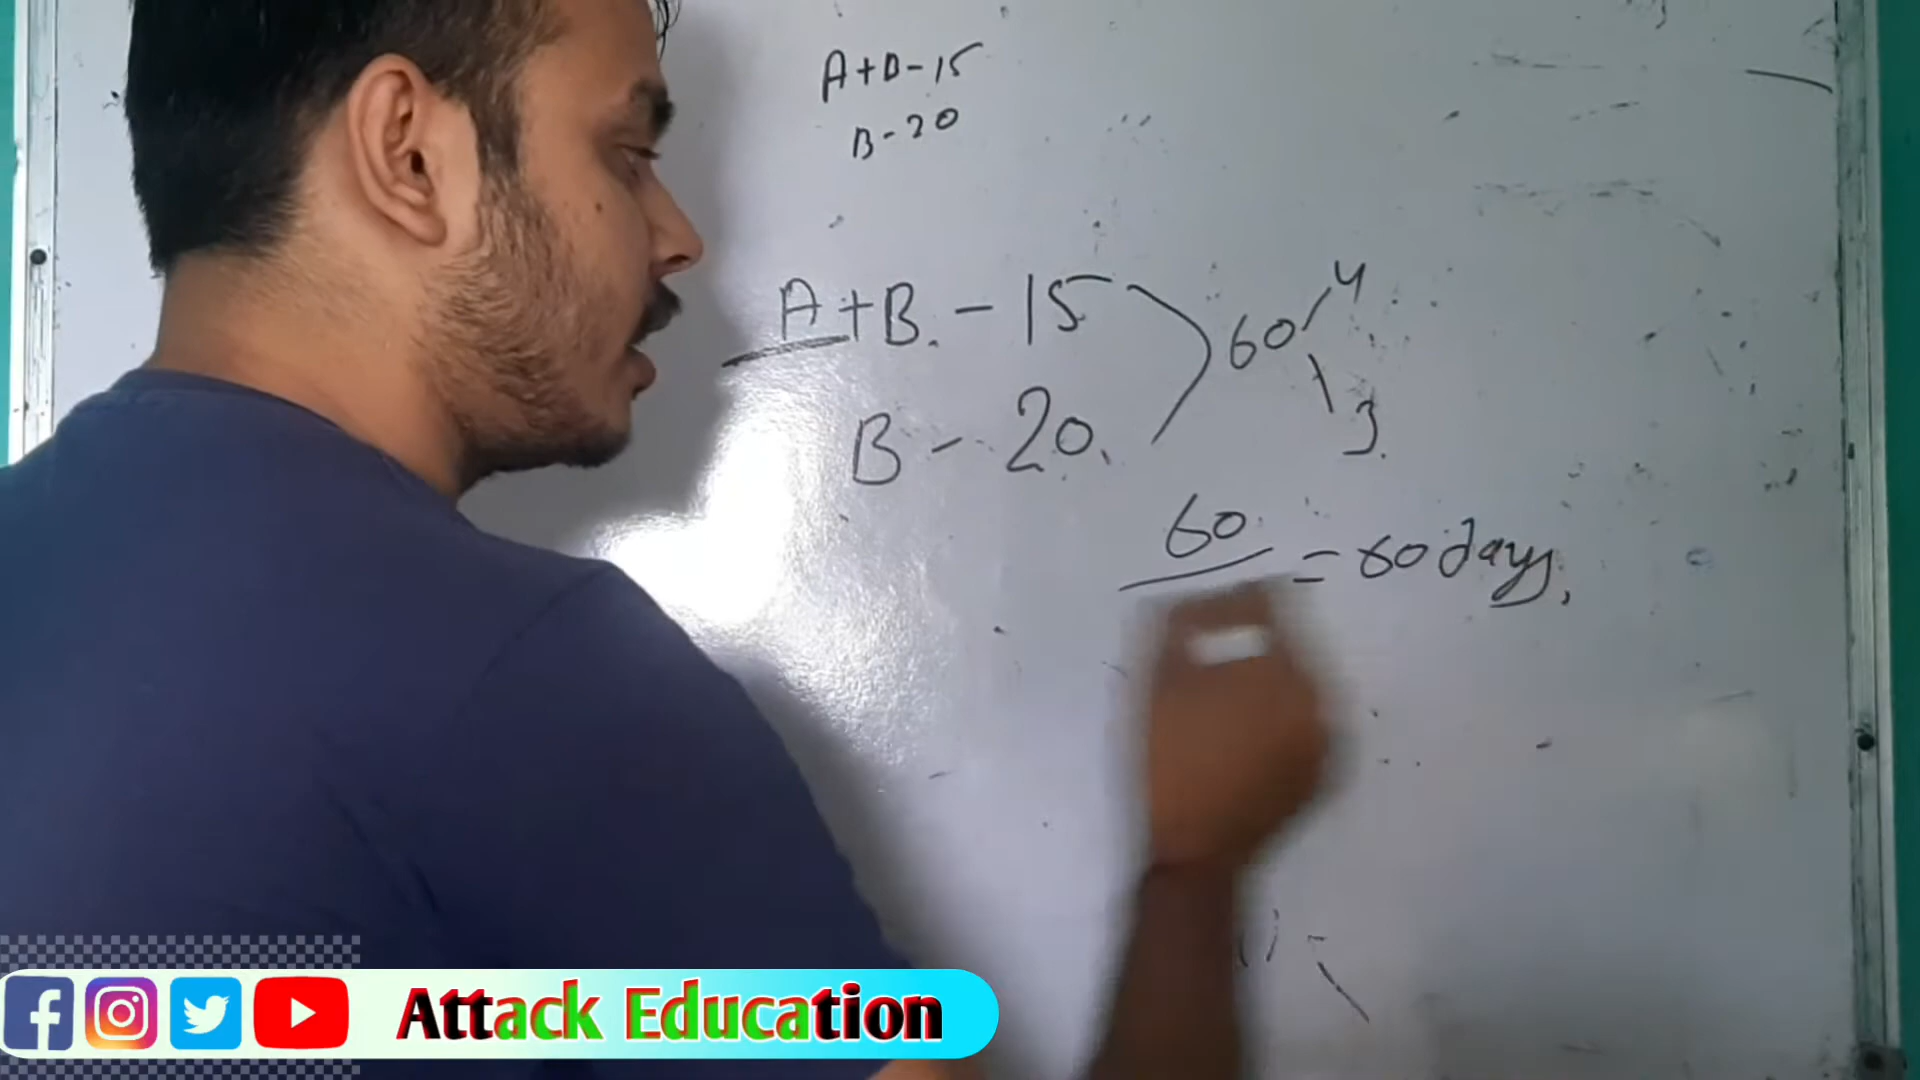 A+B-15
B-20
A+B. - 15
60
4
B - 20.
3.
60
= 60 days,
Attack Education